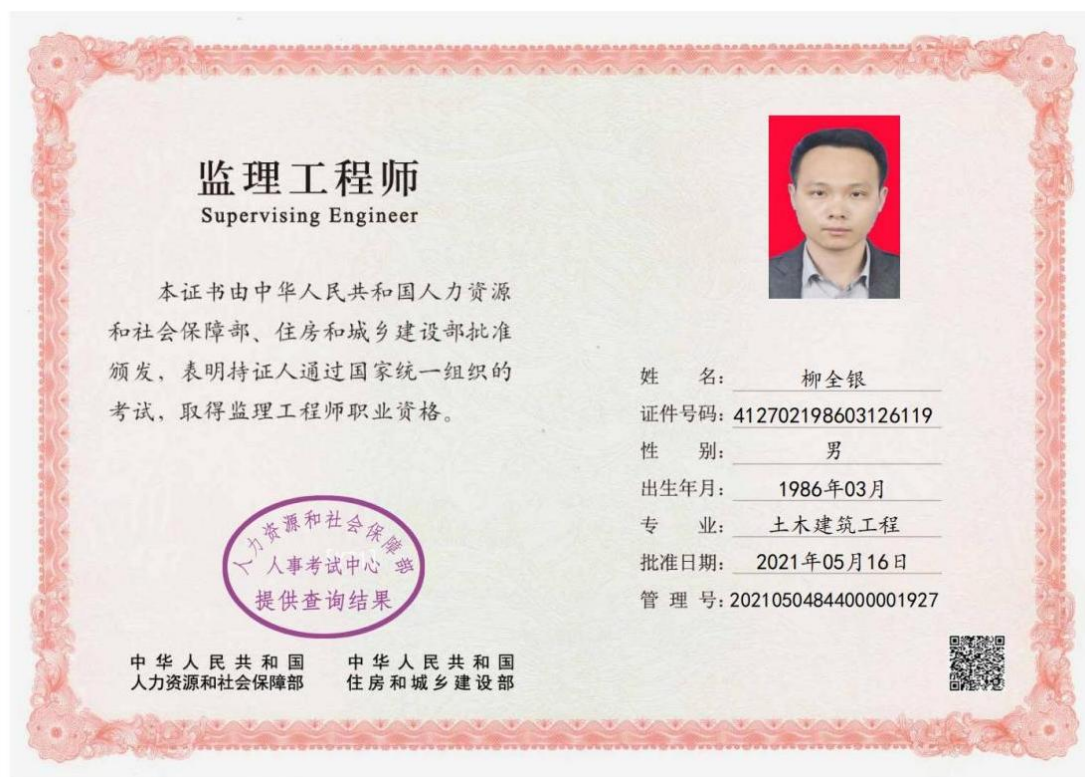 监理工程师
Supervising Engineer
本证书由中华人民共和国人力资源
和社会保障部、住房和城乡建设部批准
颁发，表明持证人通过国家统一组织的
考试，取得监理工程师职业资格。
人力资源和社会保障部
人事考试中心
提供查询结果
中华人民共和国
人力资源和社会保障部
中华人民共和国
住房和城乡建设部
姓 名： 柳全银
证件号码：412702198603126119
性 别： 男
出生年月： 1986年03月
专 业： 土木建筑工程
批准日期： 2021年05月16日
管 理 号：20210504844000001927